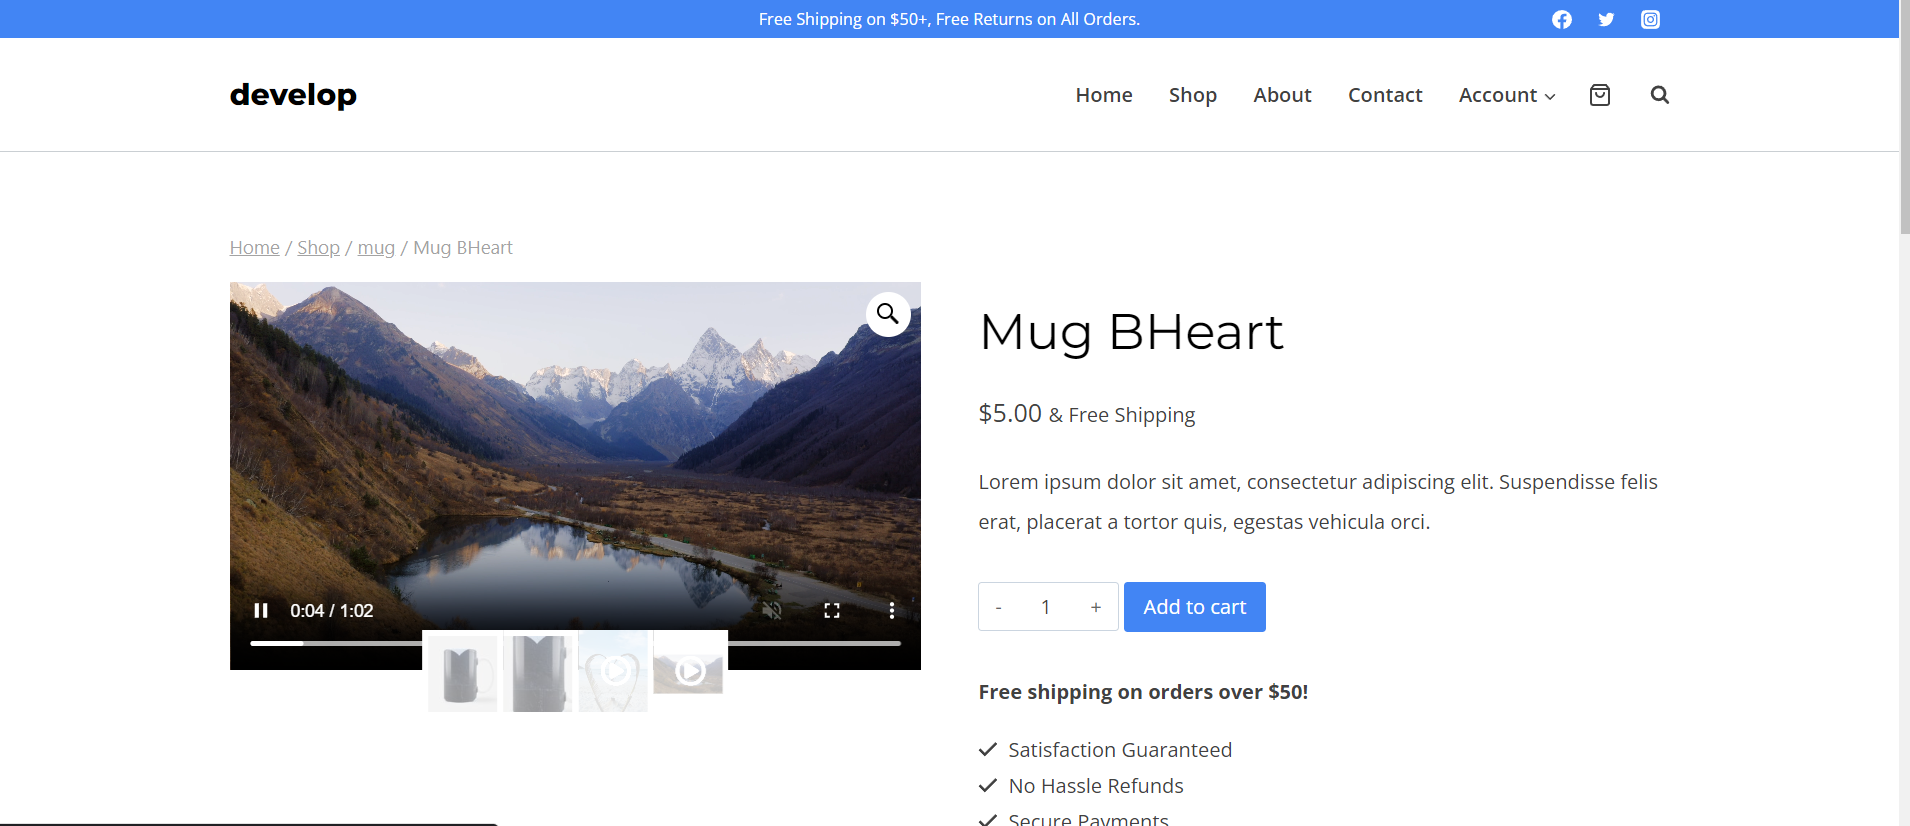 Free Shipping on $50+, Free Returns on All Orders.
develop
Home Shop About Contact Account
Home / Shop / mug / Mug BHeart
0:04 / 1:02
Mug BHeart
$5.00 & Free Shipping
Lorem ipsum dolor sit amet, consectetur adipiscing elit. Suspendisse felis
erat, placerat a tortor quis, egestas vehicula orci.
- 1 + Add to cart
Free shipping on orders over $50!
Satisfaction Guaranteed
No Hassle Refunds
Secure Payments